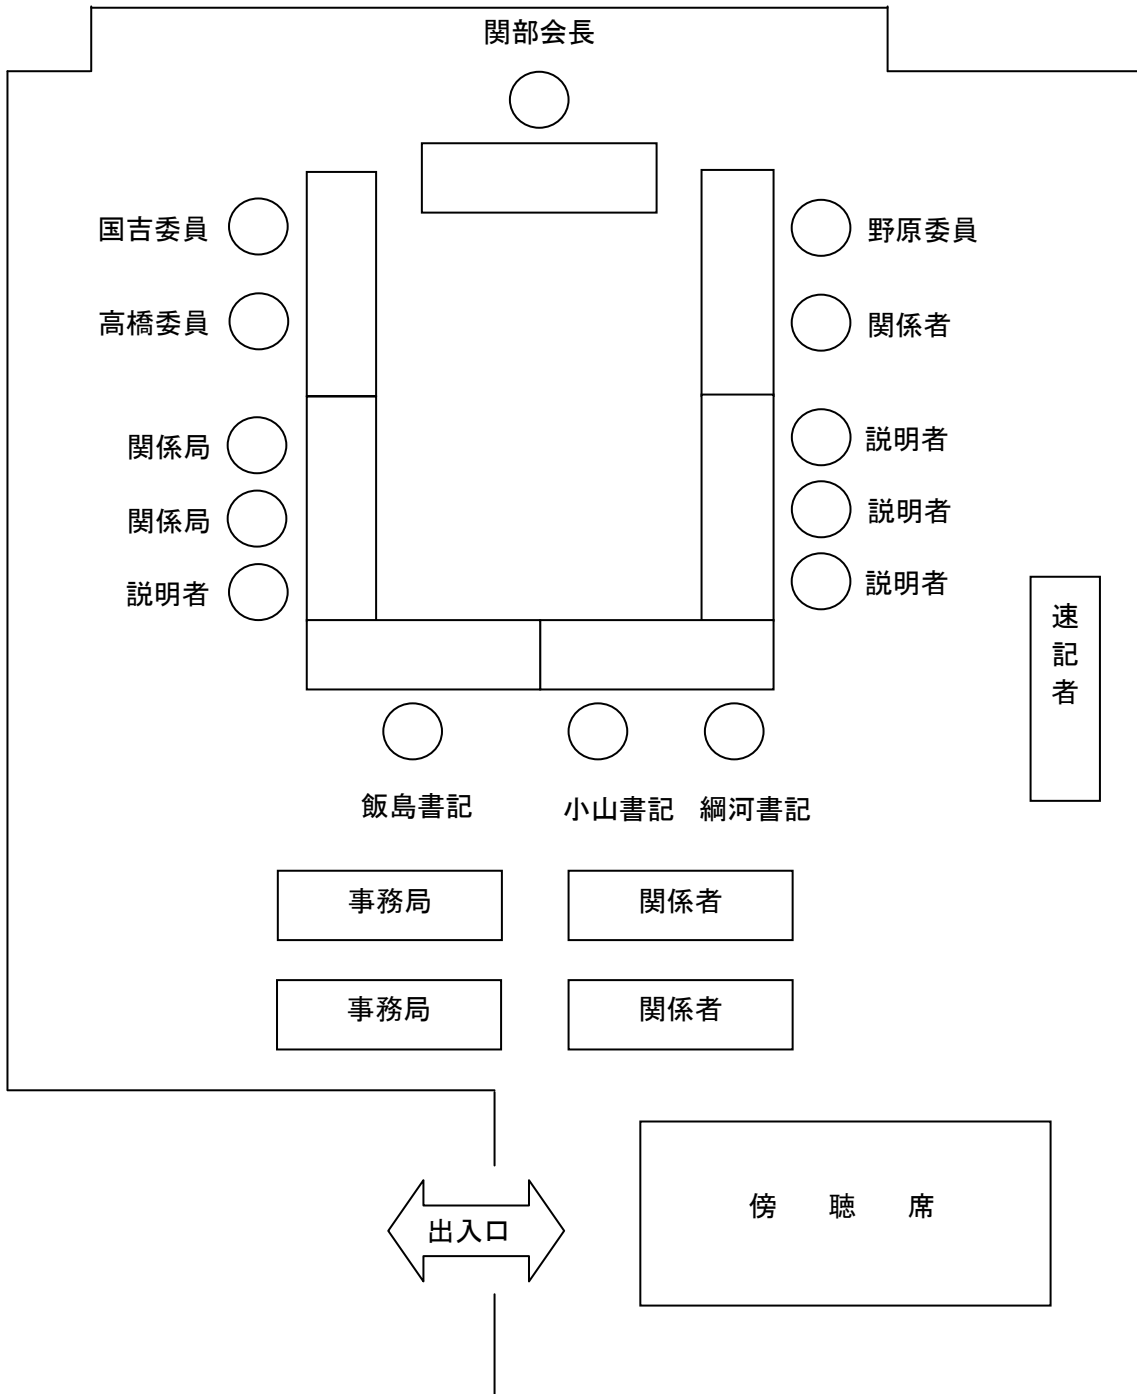 関部会長
国吉委員
野原委員
高橋委員
関係者
関係局
説明者
関係局
説明者
説明者
説明者
速記者
飯島書記
小山書記
綱河書記
事務局
関係者
事務局
関係者
傍 聴 席
出入口